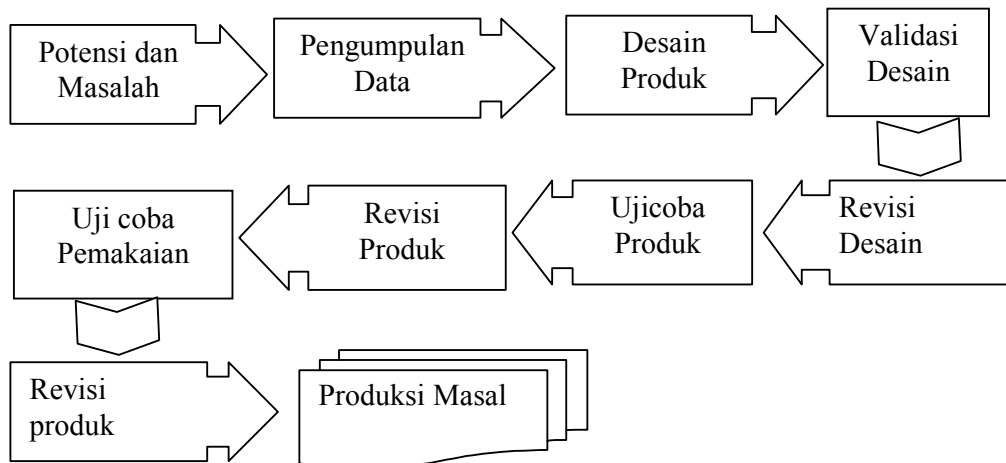 Potensi dan
Masalah
Pengumpulan
Data
Desain
Produk
Validasi
Desain
Revisi
Desain
Ujicoba
Produk
Revisi
Produk
Uji coba
Pemakaian
Revisi
produk
Produksi Masal